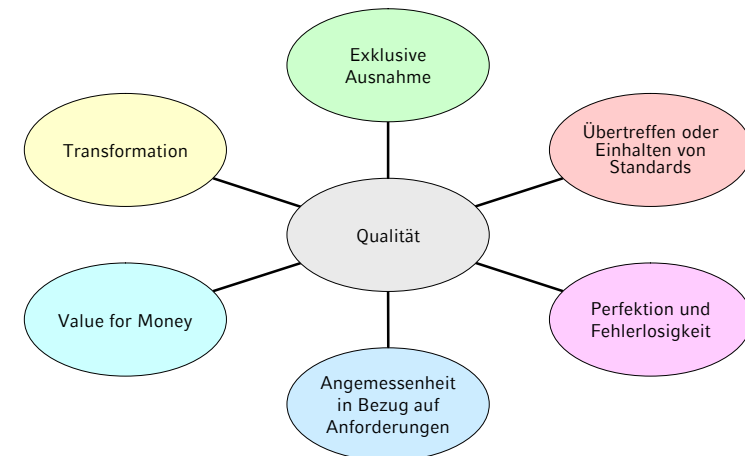 Exklusive
Ausnahme
Transformation
Übertreffen oder
Einhalten von
Standards
Qualität
Value for Money
Perfektion und
Fehlerlosigkeit
Angemessenheit
in Bezug auf
Anforderungen